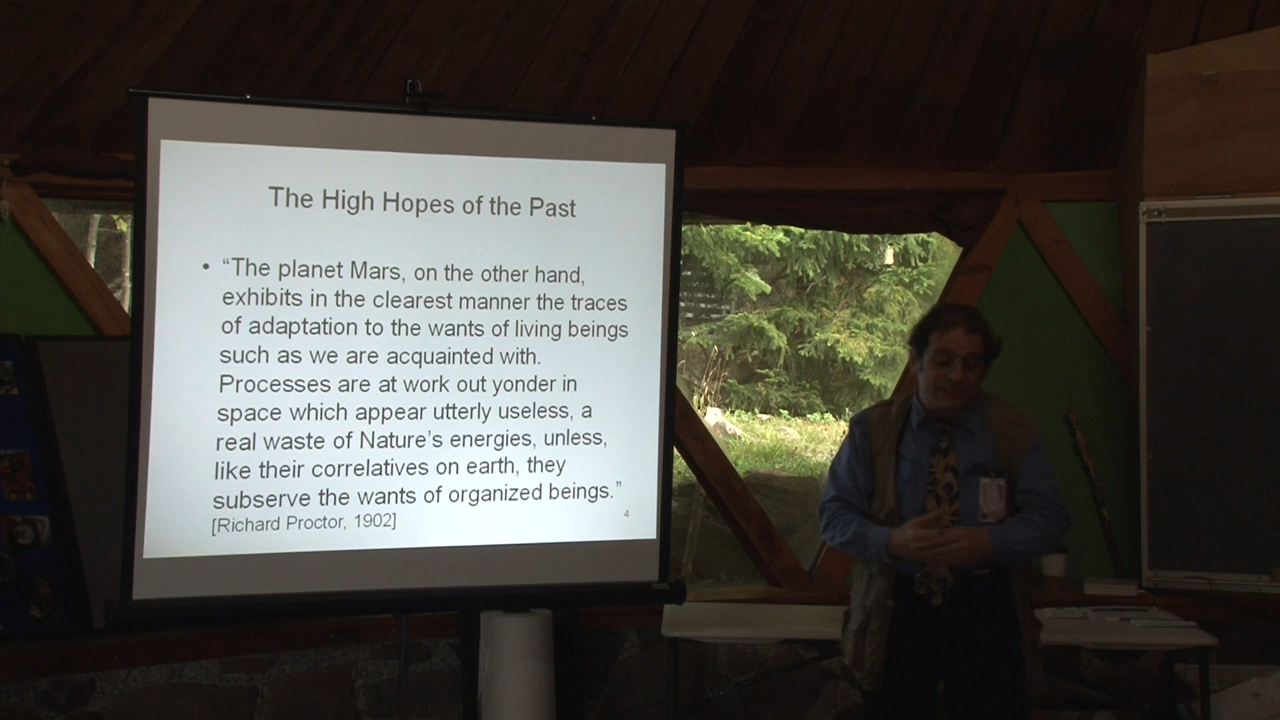 The High Hopes of the Past
• “The planet Mars, on the other hand,
exhibits in the clearest manner the traces
of adaptation to the wants of living beings
such as we are acquainted with.
Processes are at work out yonder in
space which appear utterly useless, a
real waste of Nature’s energies, unless,
like their correlatives on earth, they
subserve the wants of organized beings.”
[Richard Proctor, 1902]
4